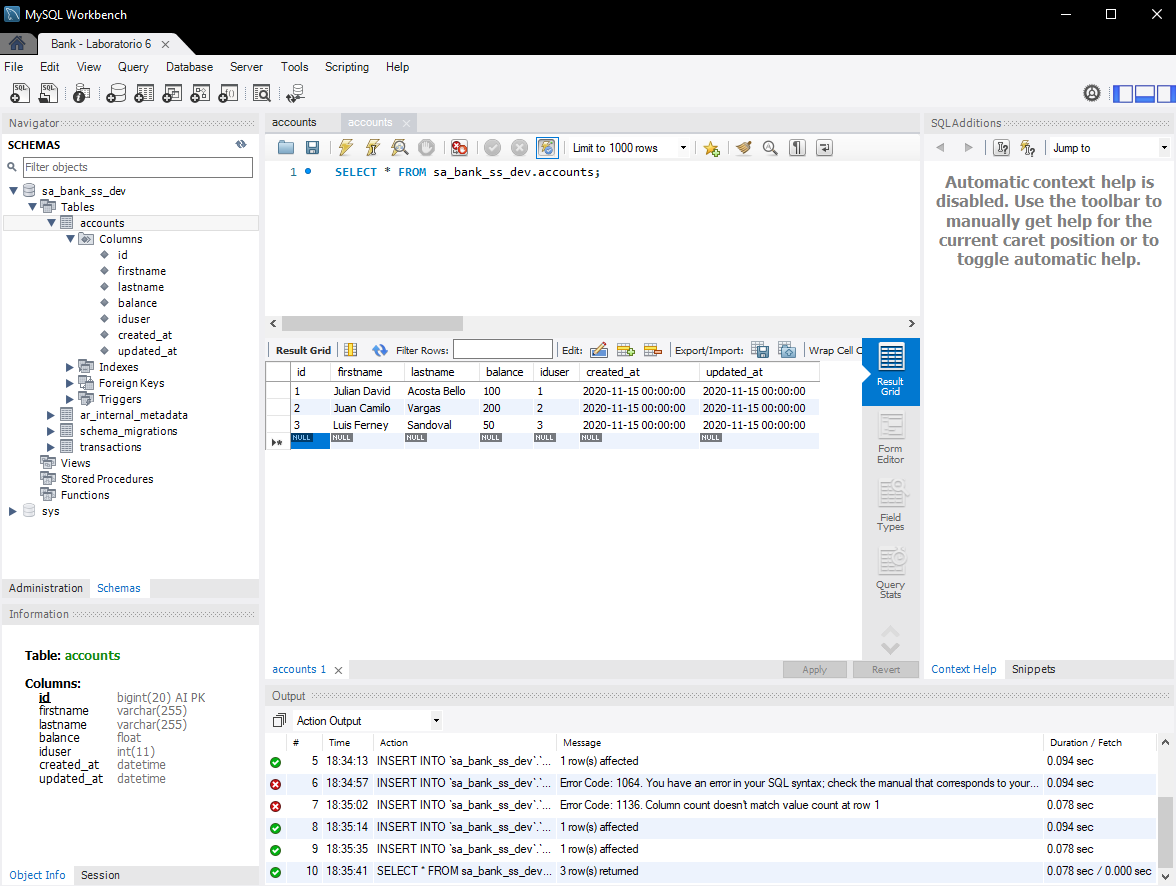 MySQL Workbench
Bank - Laboratorio 6
File Edit View Query Database Server Tools Scripting Help
Navigator
SCHEMAS
Filter objects
sa_bank_ss_dev
Tables
accounts
Columns
id
firstname
lastname
balance
iduser
created_at
updated_at
Indexes
Foreign Keys
Triggers
ar_internal_metadata
schema_migrations
transactions
Views
Stored Procedures
Functions
sys
Administration Schemas
Information
Table: accounts
Columns:
id bigint(20) AI PK
firstname varchar(255)
lastname varchar(255)
balance float
iduser int(11)
created_at datetime
updated_at datetime
Object Info Session
accounts accounts
Limit to 1000 rows
1 SELECT * FROM sa_bank_ss_dev.accounts;
Result Grid Filter Rows: Edit: Export/Import: Wrap Cell C
id firstname lastname balance iduser created_at updated_at
1 Julian David Acosta Bello 100 1 2020-11-15 00:00:00 2020-11-15 00:00:00
2 Juan Camilo Vargas 200 2 2020-11-15 00:00:00 2020-11-15 00:00:00
3 Luis Ferney Sandoval 50 3 2020-11-15 00:00:00 2020-11-15 00:00:00
NULL NULL NULL NULL NULL NULL NULL
Result
Grid
Form
Editor
Field
Types
Query
Stats
accounts 1 Apply Revert
SQLAdditions
Jump to
Automatic context help is
disabled. Use the toolbar to
manually get help for the
current caret position or to
toggle automatic help.
Context Help Snippets
Output
Action Output
# Time Action Message Duration / Fetch
5 18:34:13 INSERT INTO `sa_bank_ss_dev`.`... 1 row(s) affected 0.094 sec
6 18:34:57 INSERT INTO `sa_bank_ss_dev`.`... Error Code: 1064. You have an error in your SQL syntax; check the manual that corresponds to your... 0.094 sec
7 18:35:02 INSERT INTO `sa_bank_ss_dev`.`... Error Code: 1136. Column count doesn't match value count at row 1 0.078 sec
8 18:35:14 INSERT INTO `sa_bank_ss_dev`.`... 1 row(s) affected 0.094 sec
9 18:35:35 INSERT INTO `sa_bank_ss_dev`.`... 1 row(s) affected 0.078 sec
10 18:35:41 SELECT * FROM sa_bank_ss_dev... 3 row(s) returned 0.078 sec / 0.000 sec